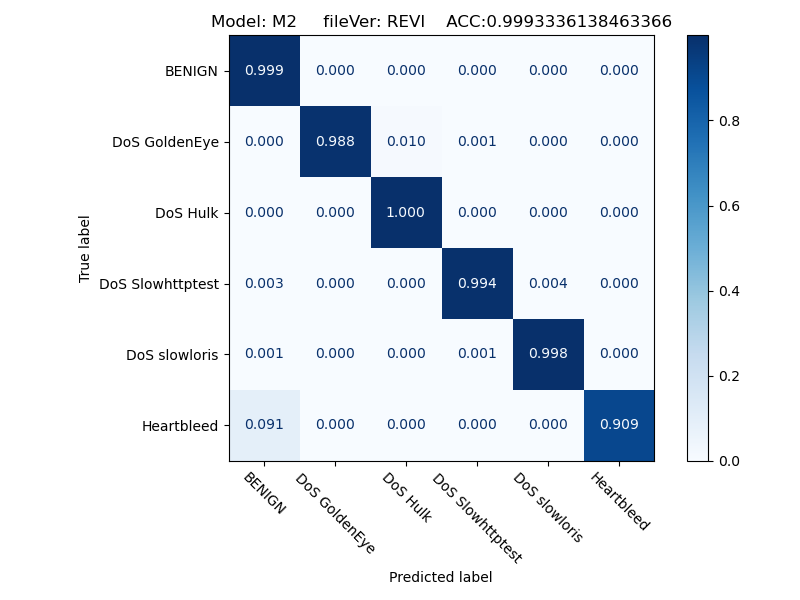 Model: M2 fileVer: REVI ACC:0.9993336138463366
BENIGN 0.999 0.000 0.000 0.000 0.000 0.000
DoS GoldenEye 0.000 0.988 0.010 0.001 0.000 0.000
DoS Hulk 0.000 0.000 1.000 0.000 0.000 0.000
DoS Slowhttptest 0.003 0.000 0.000 0.994 0.004 0.000
DoS slowloris 0.001 0.000 0.000 0.001 0.998 0.000
Heartbleed 0.091 0.000 0.000 0.000 0.000 0.909
True label
BENIGN
DoS GoldenEye
DoS Hulk
DoS Slowhttptest
DoS slowloris
Heartbleed
Predicted label
0.8
0.6
0.4
0.2
0.0